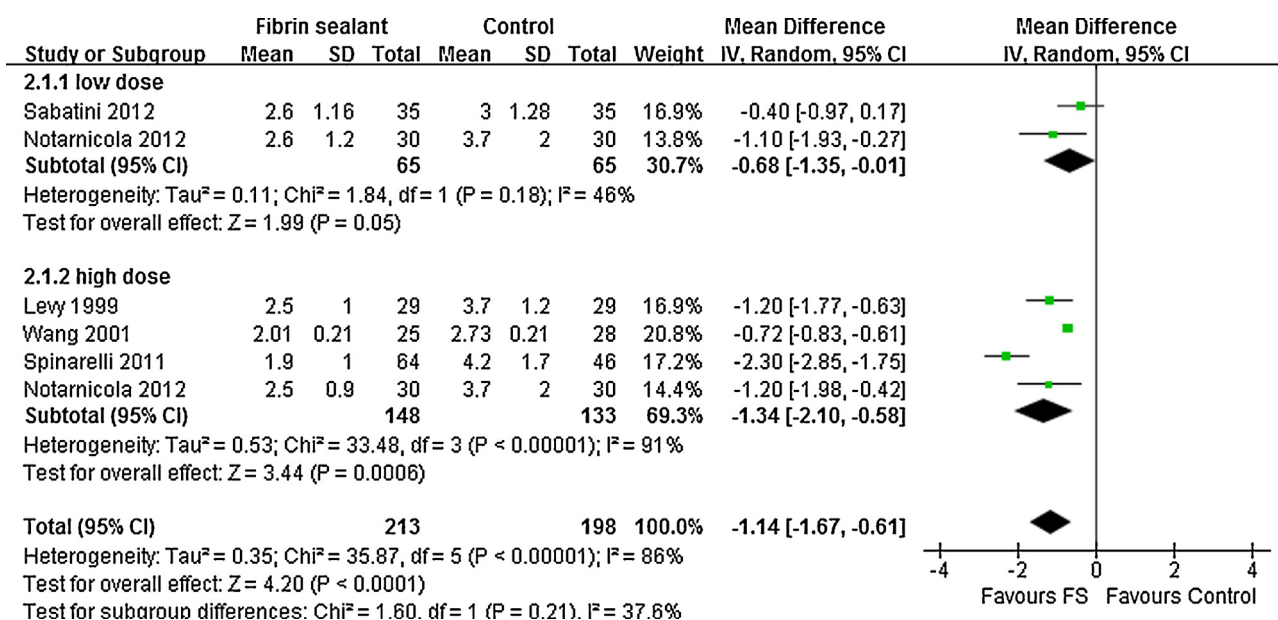 Fibrin sealant Control Mean Difference Mean Difference
Study or Subgroup Mean SD Total Mean SD Total Weight IV, Random, 95% CI IV, Random, 95% CI
2.1.1 low dose
Sabatini 2012 2.6 1.16 35 3 1.28 35 16.9% -0.40 [-0.97, 0.17]
Notarnicola 2012 2.6 1.2 30 3.7 2 30 13.8% -1.10 [-1.93, -0.27]
Subtotal (95% CI) 65 65 30.7% -0.68 [-1.35, -0.01]
Heterogeneity: Tau² = 0.11; Chi² = 1.84, df = 1 (P = 0.18); I² = 46%
Test for overall effect: Z = 1.99 (P = 0.05)
2.1.2 high dose
Levy 1999 2.5 1 29 3.7 1.2 29 16.9% -1.20 [-1.77, -0.63]
Wang 2001 2.01 0.21 25 2.73 0.21 28 20.8% -0.72 [-0.83, -0.61]
Spinarelli 2011 1.9 1 64 4.2 1.7 46 17.2% -2.30 [-2.85, -1.75]
Notarnicola 2012 2.5 0.9 30 3.7 2 30 14.4% -1.20 [-1.98, -0.42]
Subtotal (95% CI) 148 133 69.3% -1.34 [-2.10, -0.58]
Heterogeneity: Tau² = 0.53; Chi² = 33.48, df = 3 (P < 0.00001); I² = 91%
Test for overall effect: Z = 3.44 (P = 0.0006)
Total (95% CI) 213 198 100.0% -1.14 [-1.67, -0.61]
Heterogeneity: Tau² = 0.35; Chi² = 35.87, df = 5 (P < 0.00001); I² = 86%
Test for overall effect: Z = 4.20 (P < 0.0001)
Test for subgroup differences: Chi² = 1.60, df = 1 (P = 0.21), I² = 37.6%
-4 -2 0 2 4
Favours FS Favours Control